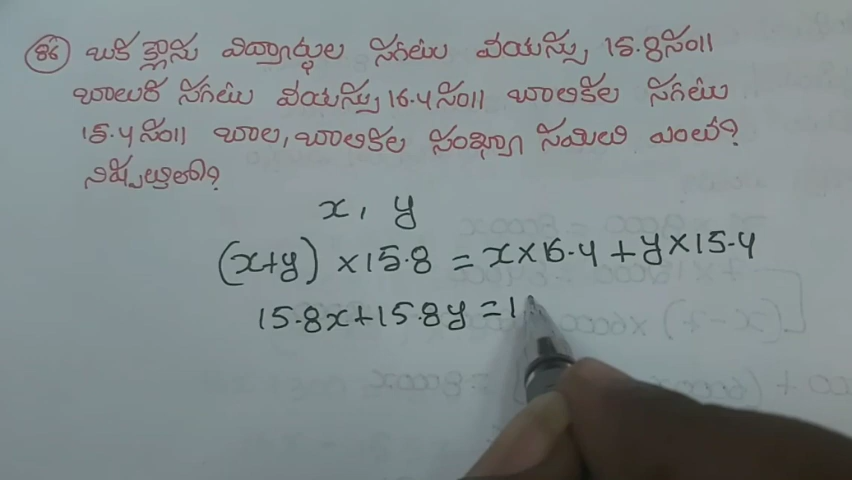 86 ఒక క్లాసు విద్యార్థుల సగటు వయస్సు 15.8సం॥
బాలుర సగటు వయస్సు 16.4సం॥ బాలికల సగటు
15.4సం॥ బాల, బాలికల సంఖ్యా సమితి ఎంత?
నిష్పత్తిలో?
x, y
(x+y) ×15.8 = x×16.4 + y×15.4
15.8x+15.8y =1